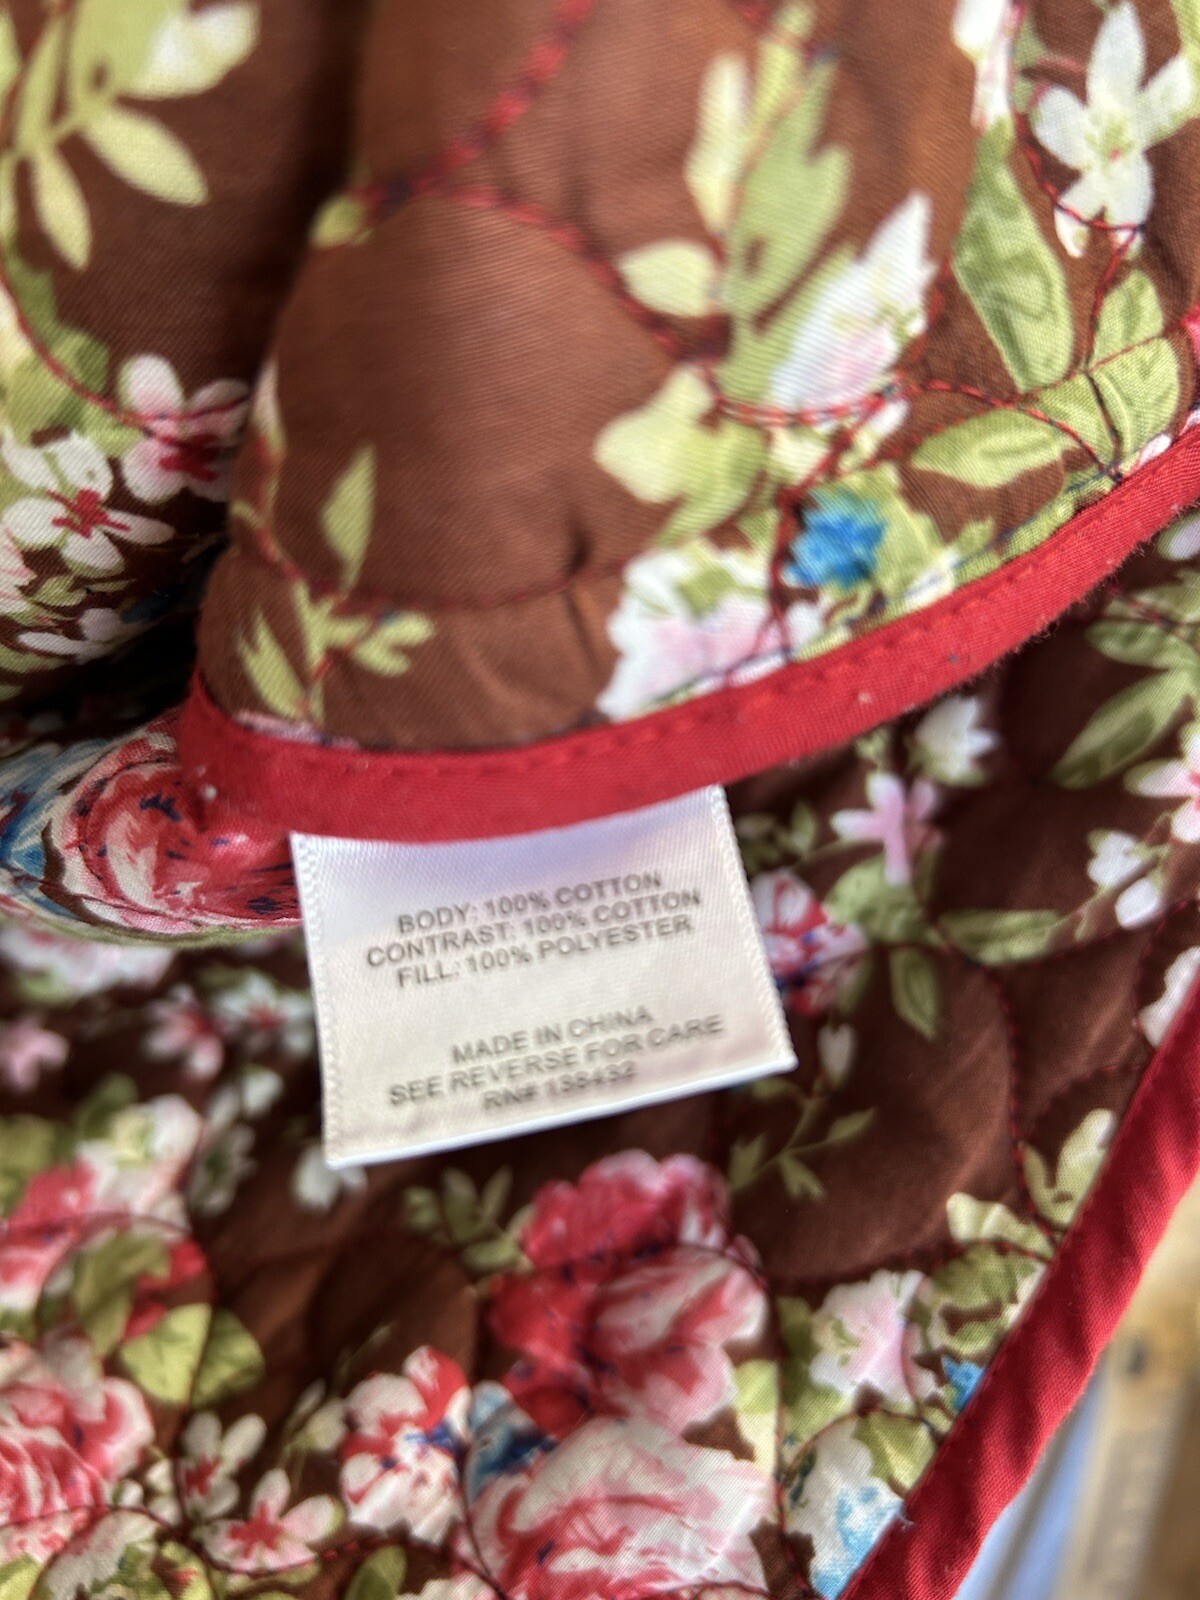 BODY: 100% COTTON
CONTRAST: 100% COTTON
FILL: 100% POLYESTER
MADE IN CHINA
SEE REVERSE FOR CARE
RN# 138432